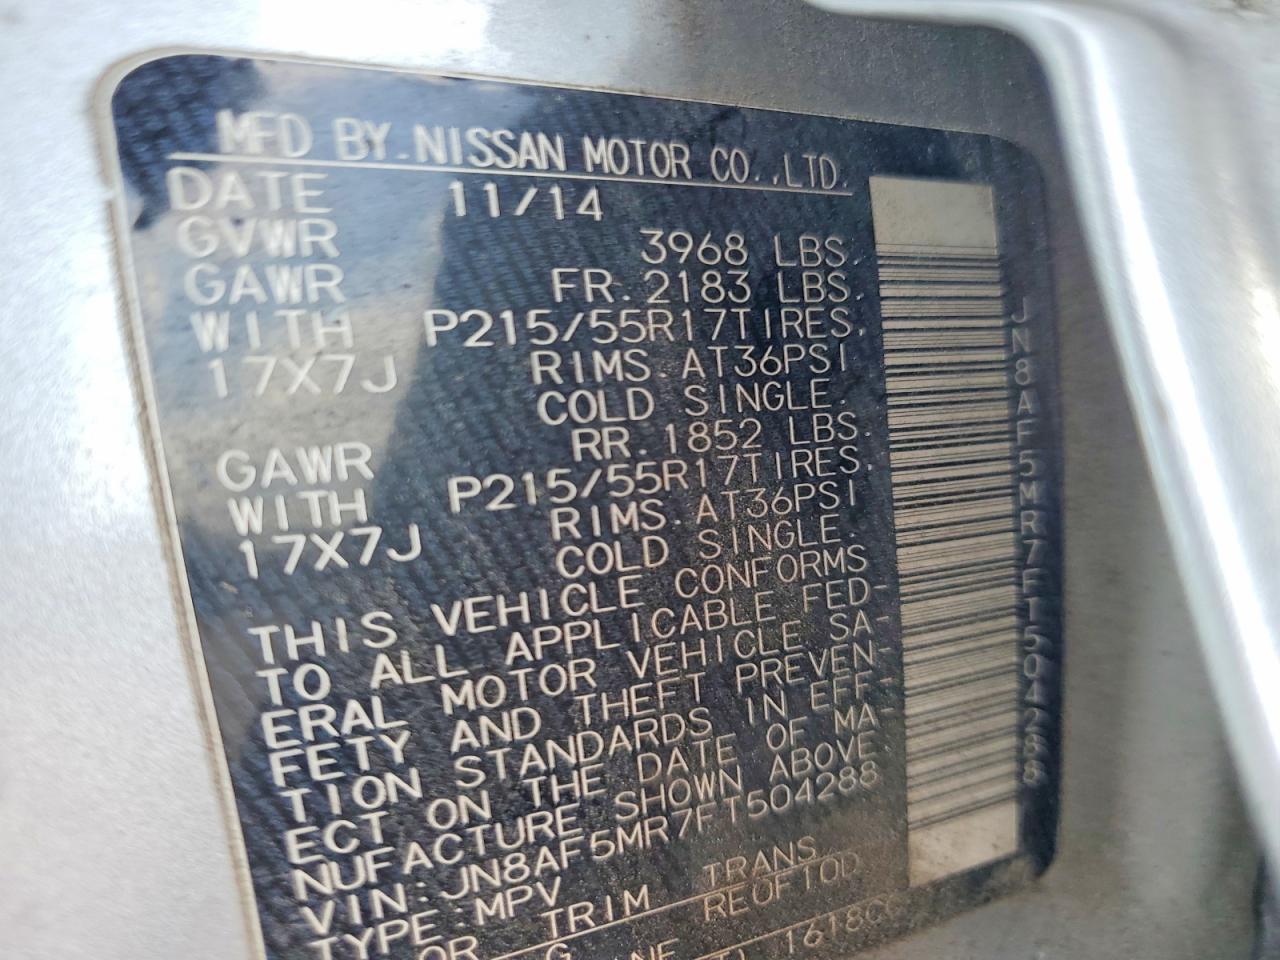 MFD BY NISSAN MOTOR CO.,LTD.
DATE 11/14
GVWR 3968 LBS
GAWR FR. 2183 LBS.
WITH P215/55R17TIRES.
17X7J RIMS AT36PSI
COLD SINGLE.
GAWR RR. 1852 LBS.
WITH P215/55R17TIRES.
17X7J RIMS. AT36PSI
COLD SINGLE.
THIS VEHICLE CONFORMS
TO ALL APPLICABLE FED-
ERAL MOTOR VEHICLE SA-
FETY AND THEFT PREVEN-
TION STANDARDS IN EFF-
ECT ON THE DATE OF MA-
NUFACTURE SHOWN ABOVE
VIN:JN8AF5MR7FT504288
TYPE:MPV
OR TRIM TRANS
G REOF10D
1618CC
JN8AF5MR7FT504288